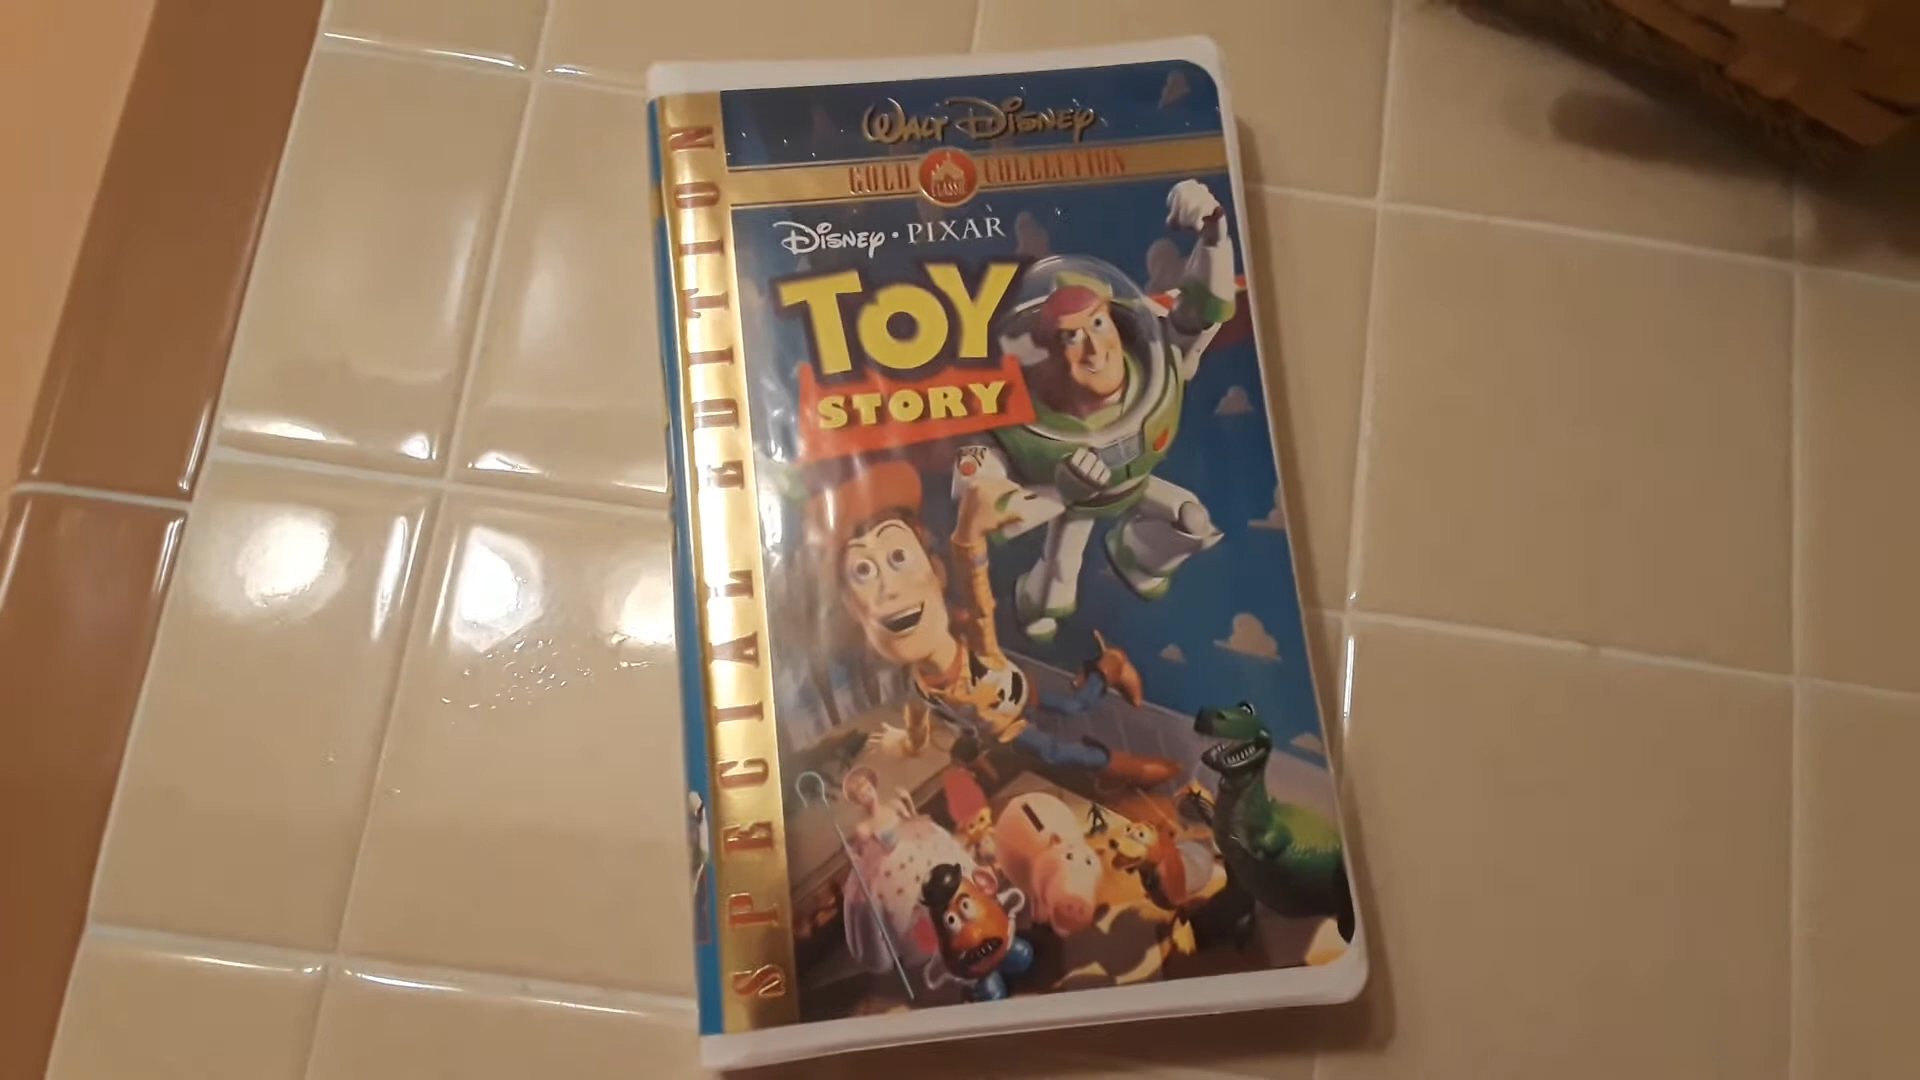 WALT DISNEY
GOLD CLASSIC COLLECTION
DISNEY • PIXAR
TOY
STORY
SPECIAL EDITION